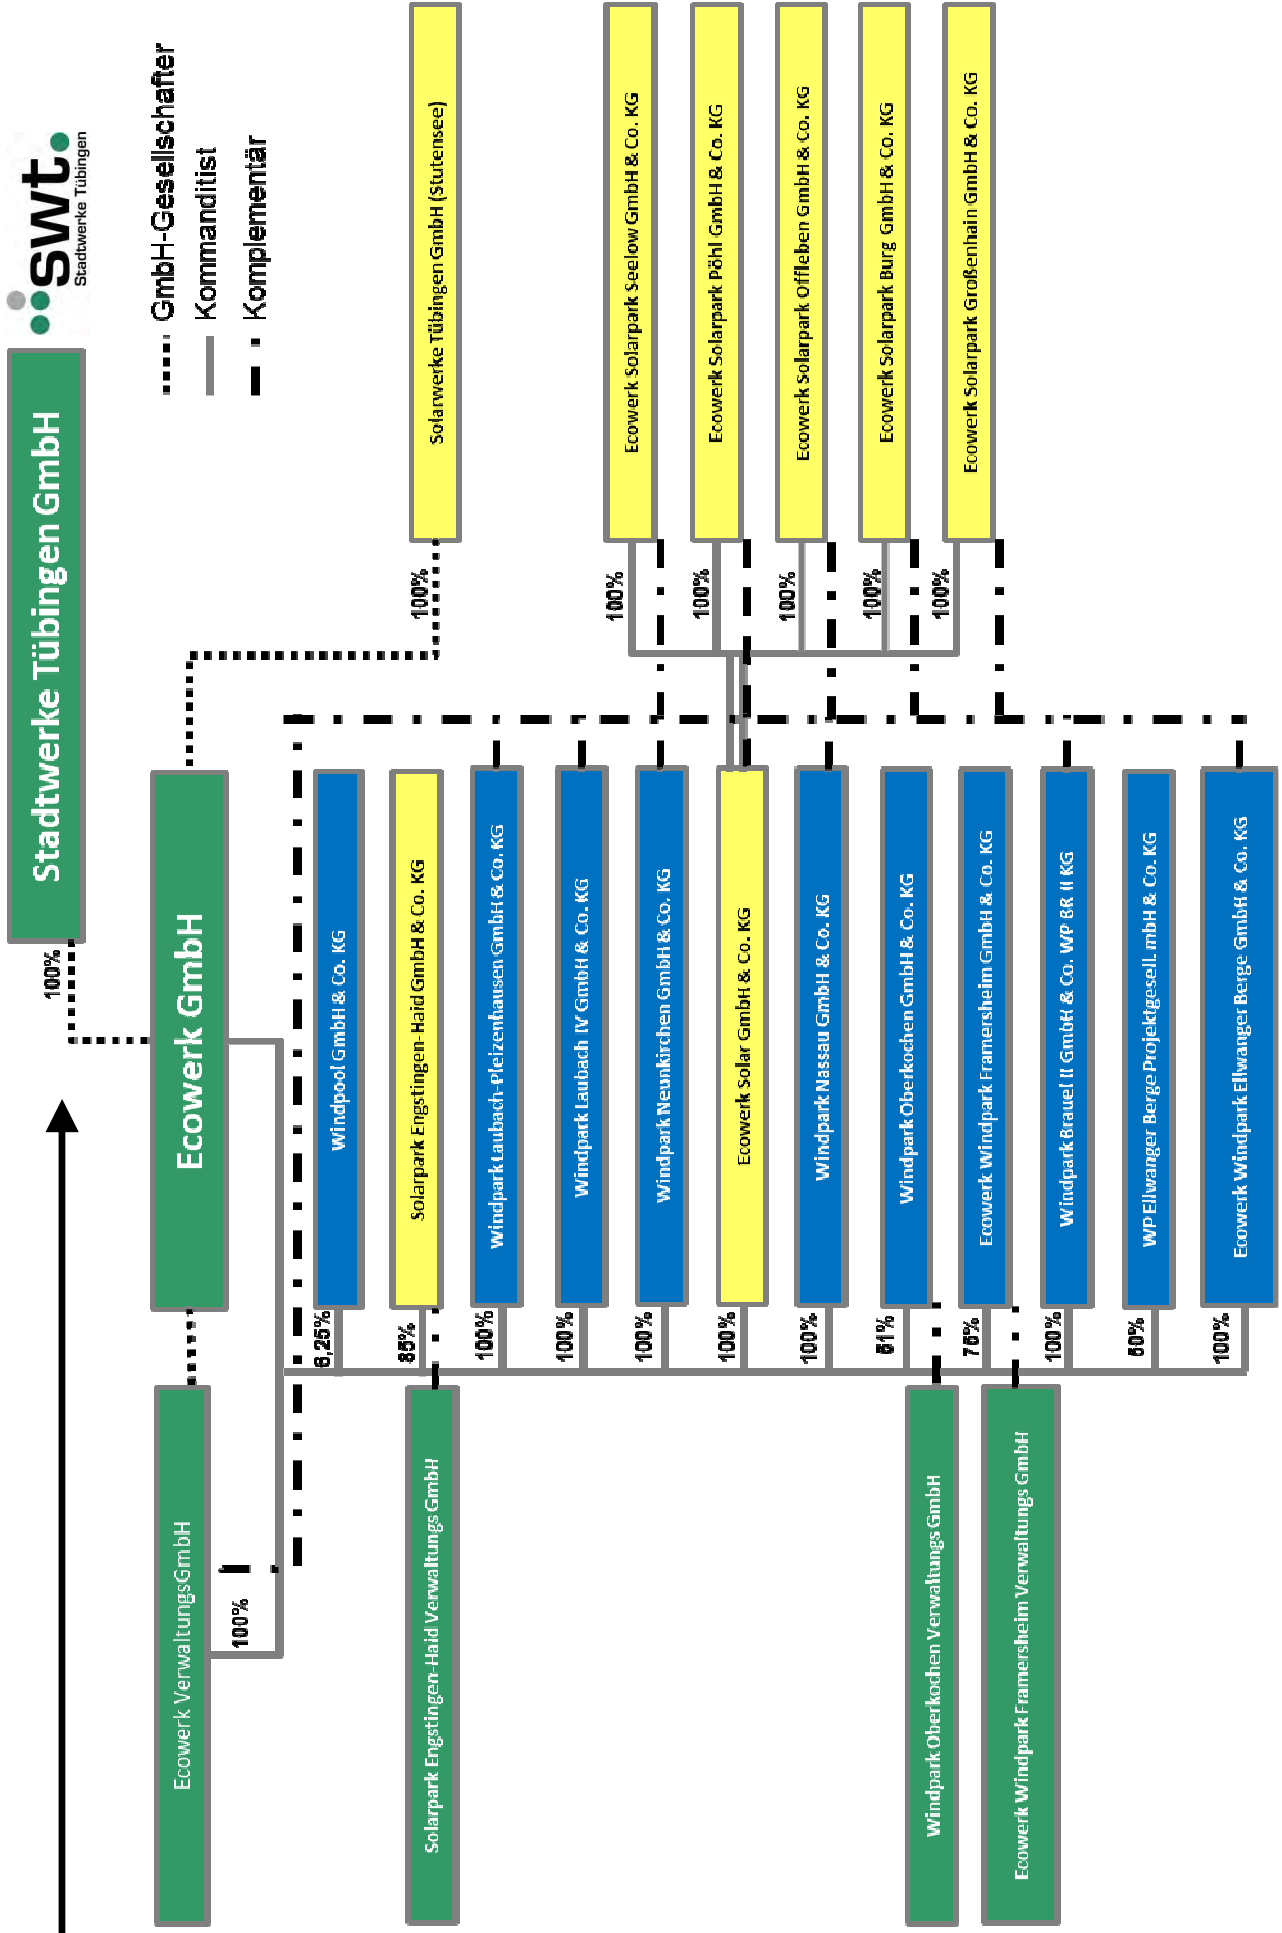 Stadtwerke Tübingen GmbH
swt.
Stadtwerke Tübingen
100%
GmbH-Gesellschafter
Kommanditist
Komplementär
Ecowerk VerwaltungsGmbH
Ecowerk GmbH
100%
Solarwerke Tübingen GmbH (Stutensee)
100%
6,25%
Windpool GmbH & Co. KG
Solarpark Engstingen-Haid Verwaltungs GmbH
85%
Solarpark Engstingen-Haid GmbH & Co. KG
100%
Windpark Laubach-Pleizenhausen GmbH & Co. KG
100%
Windpark Laubach IV GmbH & Co. KG
100%
Windpark Neunkirchen GmbH & Co. KG
100%
Ecowerk Solar GmbH & Co. KG
100%
Windpark Nassau GmbH & Co. KG
Windpark Oberkochen Verwaltungs GmbH
51%
Windpark Oberkochen GmbH & Co. KG
Ecowerk Windpark Framersheim Verwaltungs GmbH
75%
Ecowerk Windpark Framersheim GmbH & Co. KG
100%
Windpark Brauel II GmbH & Co. WP BR II KG
50%
WP Ellwanger Berge Projektgesell. mbH & Co. KG
100%
Ecowerk Windpark Ellwanger Berge GmbH & Co. KG
100%
Ecowerk Solarpark Seelow GmbH & Co. KG
100%
Ecowerk Solarpark Pöhl GmbH & Co. KG
100%
Ecowerk Solarpark Offleben GmbH & Co. KG
100%
Ecowerk Solarpark Burg GmbH & Co. KG
100%
Ecowerk Solarpark Großenhain GmbH & Co. KG